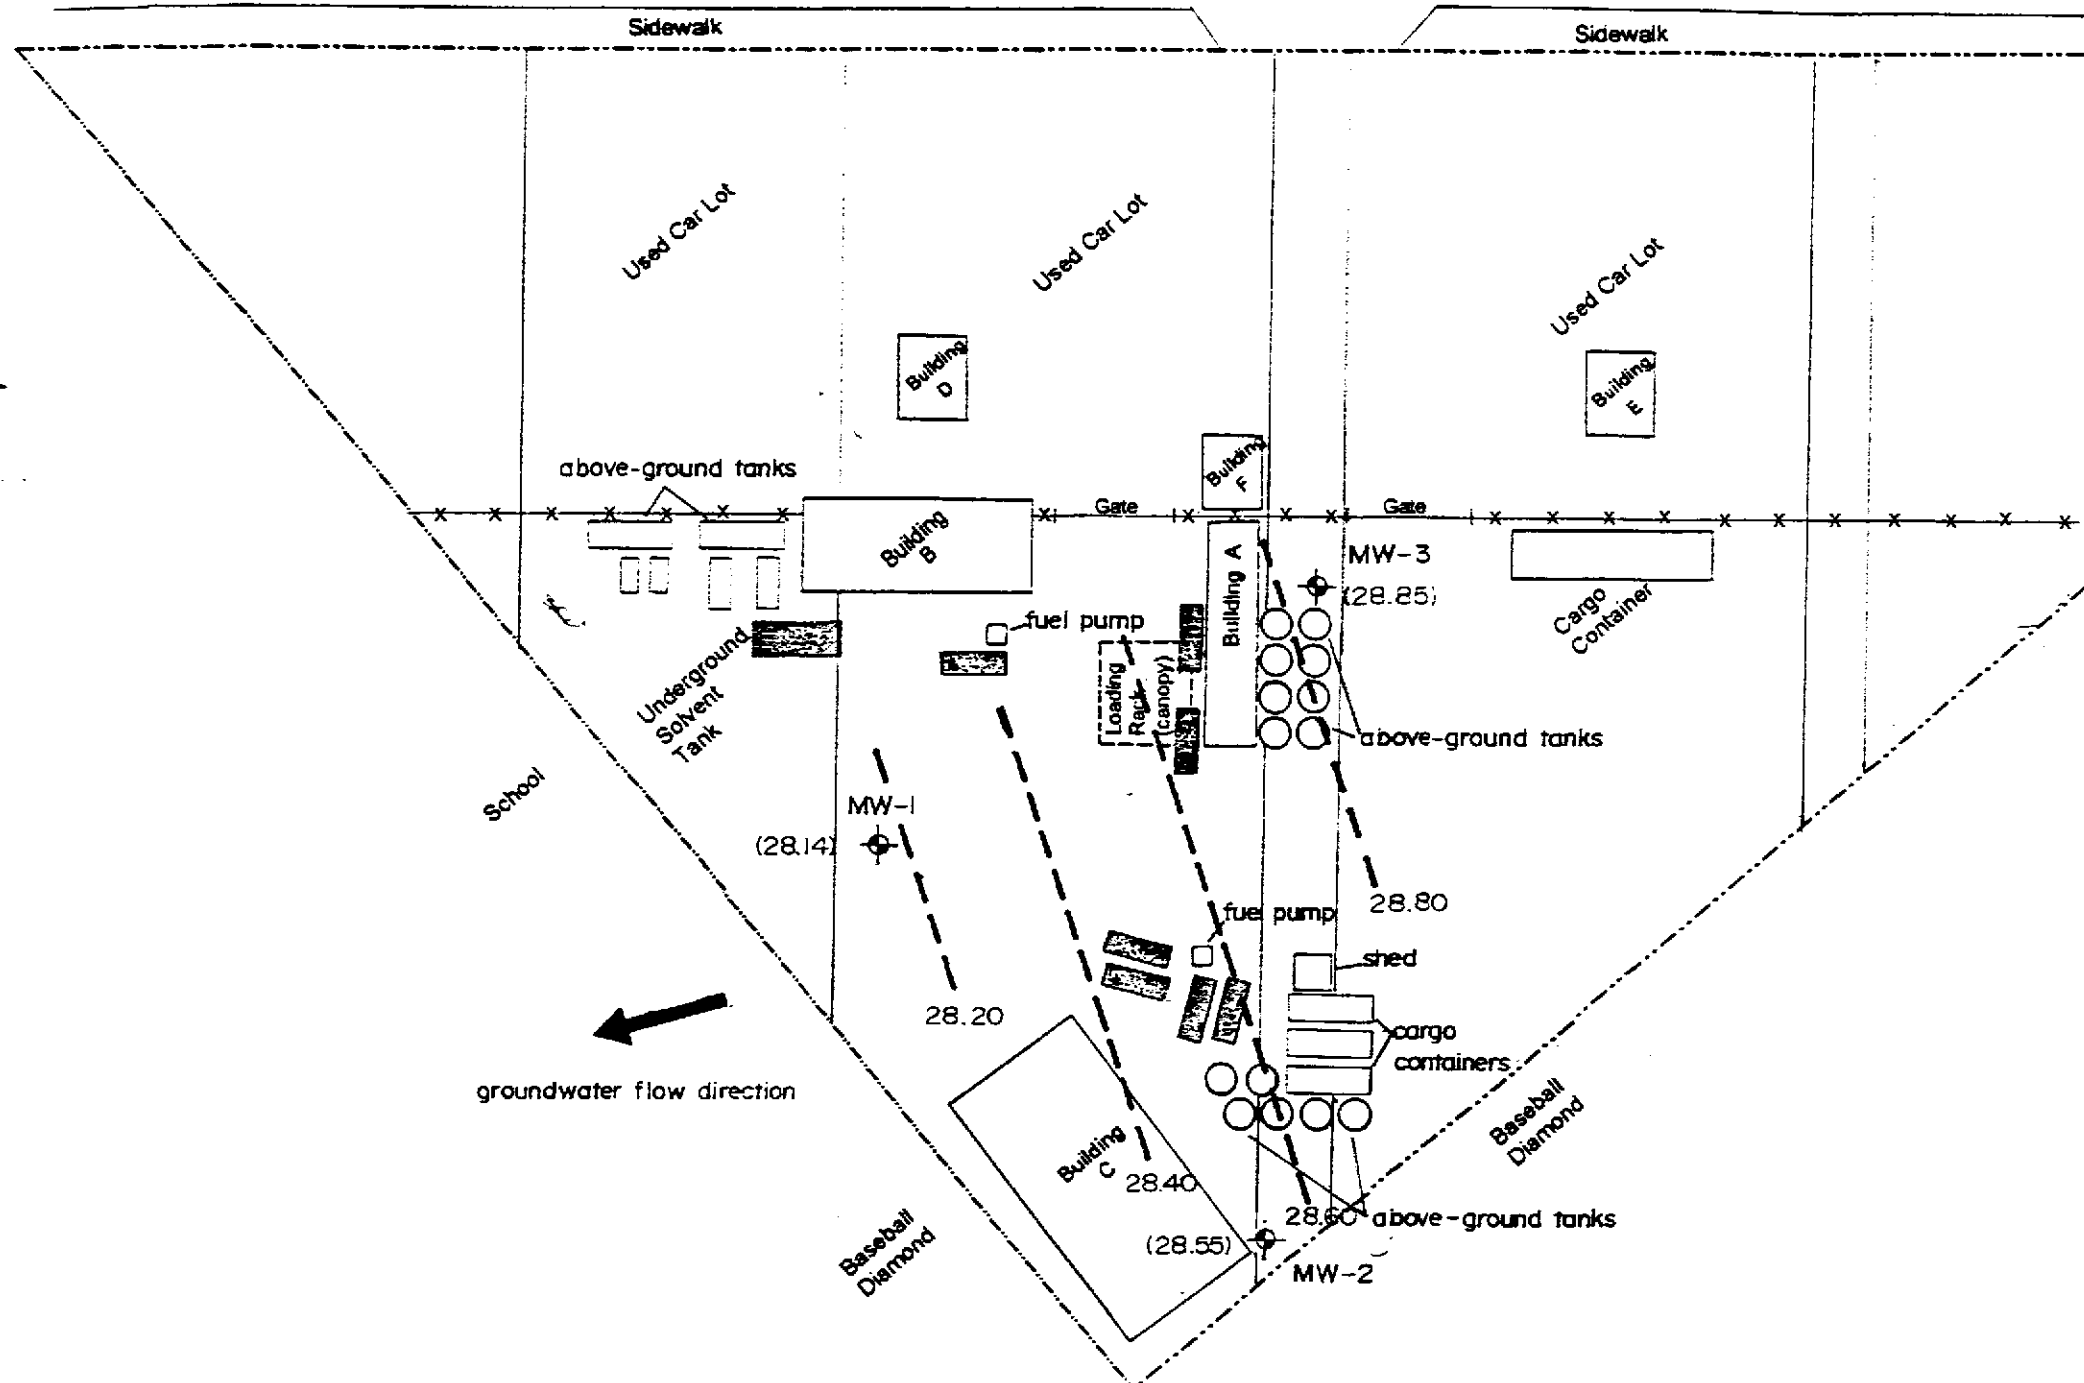 Sidewalk
Sidewalk
Used Car Lot
Used Car Lot
Used Car Lot
Building
D
Building
E
Building
F
above-ground tanks
Gate
Gate
Building
B
Building A
MW-3
(28.85)
Cargo
Container
fuel pump
Underground
Solvent
Tank
Loading
Rack
(canopy)
above-ground tanks
School
MW-1
(28.14)
28.80
fuel pump
shed
28.20
cargo
containers
groundwater flow direction
Building
C
28.40
Baseball
Diamond
28.60
above-ground tanks
(28.55)
MW-2
Baseball
Diamond